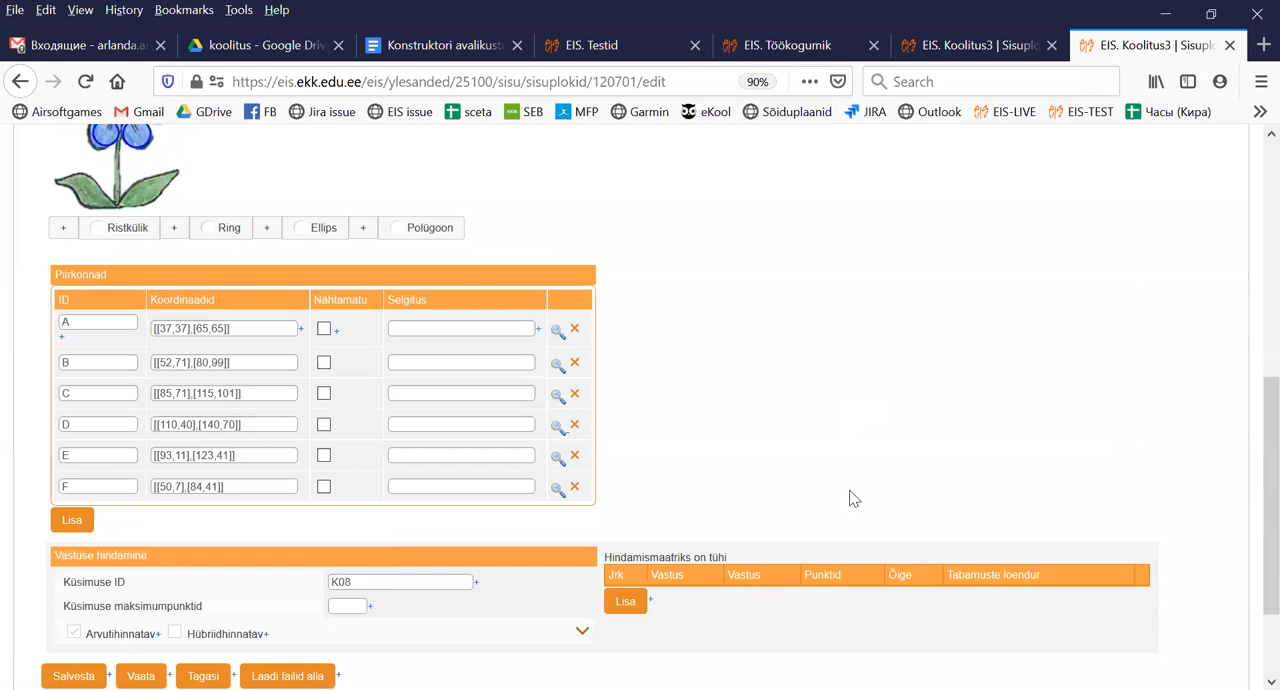 File Edit View History Bookmarks Tools Help
Входящие - arlanda.a
koolitus - Google Driv
Konstruktori avalikusta
EIS. Testid
EIS. Töökogumik
EIS. Koolitus3 | Sisuplo
EIS. Koolitus3 | Sisuplo
https://eis.ekk.edu.ee/eis/ylesanded/25100/sisu/sisuplokid/120701/edit
90%
Search
Airsoftgames Gmail GDrive FB Jira issue EIS issue sceta SEB MFP Garmin eKool Sõiduplaanid JIRA Outlook EIS-LIVE EIS-TEST Часы (Кира)
+ Ristkülik + Ring + Ellips + Polügoon
Piirkonnad
ID Koordinaadid Nähtamatu Selgitus
A [[37,37],[65,65]]
B [[52,71],[80,99]]
C [[85,71],[115,101]]
D [[110,40],[140,70]]
E [[93,11],[123,41]]
F [[50,7],[84,41]]
Lisa
Vastuse hindamine
Küsimuse ID K08 +
Küsimuse maksimumpunktid +
Arvutihinnatav+ Hübriidhinnatav+
Hindamismaatriks on tühi
Jrk Vastus Vastus Punktid Õige Tabamuste loendur
Lisa +
Salvesta + Vaata + Tagasi + Laadi failid alla +